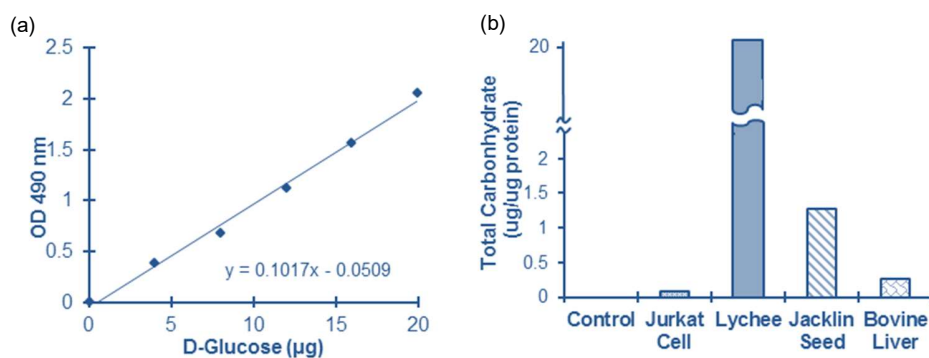 (a)
2.5
2
1.5
1
0.5
0
OD 490 nm
y = 0.1017x - 0.0509
0
5
10
15
20
D-Glucose (µg)
(b)
20
2
1.5
1
0.5
0
Total Carbonhydrate
(ug/ug protein)
Control
Jurkat
Cell
Lychee
Jacklin
Seed
Bovine
Liver